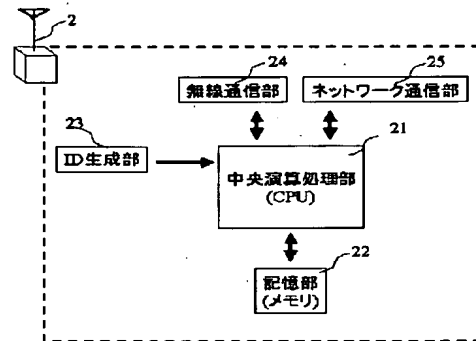 2
24
25
無線通信部
ネットワーク通信部
23
21
ID生成部
中央演算処理部
(CPU)
22
記憶部
(メモリ)